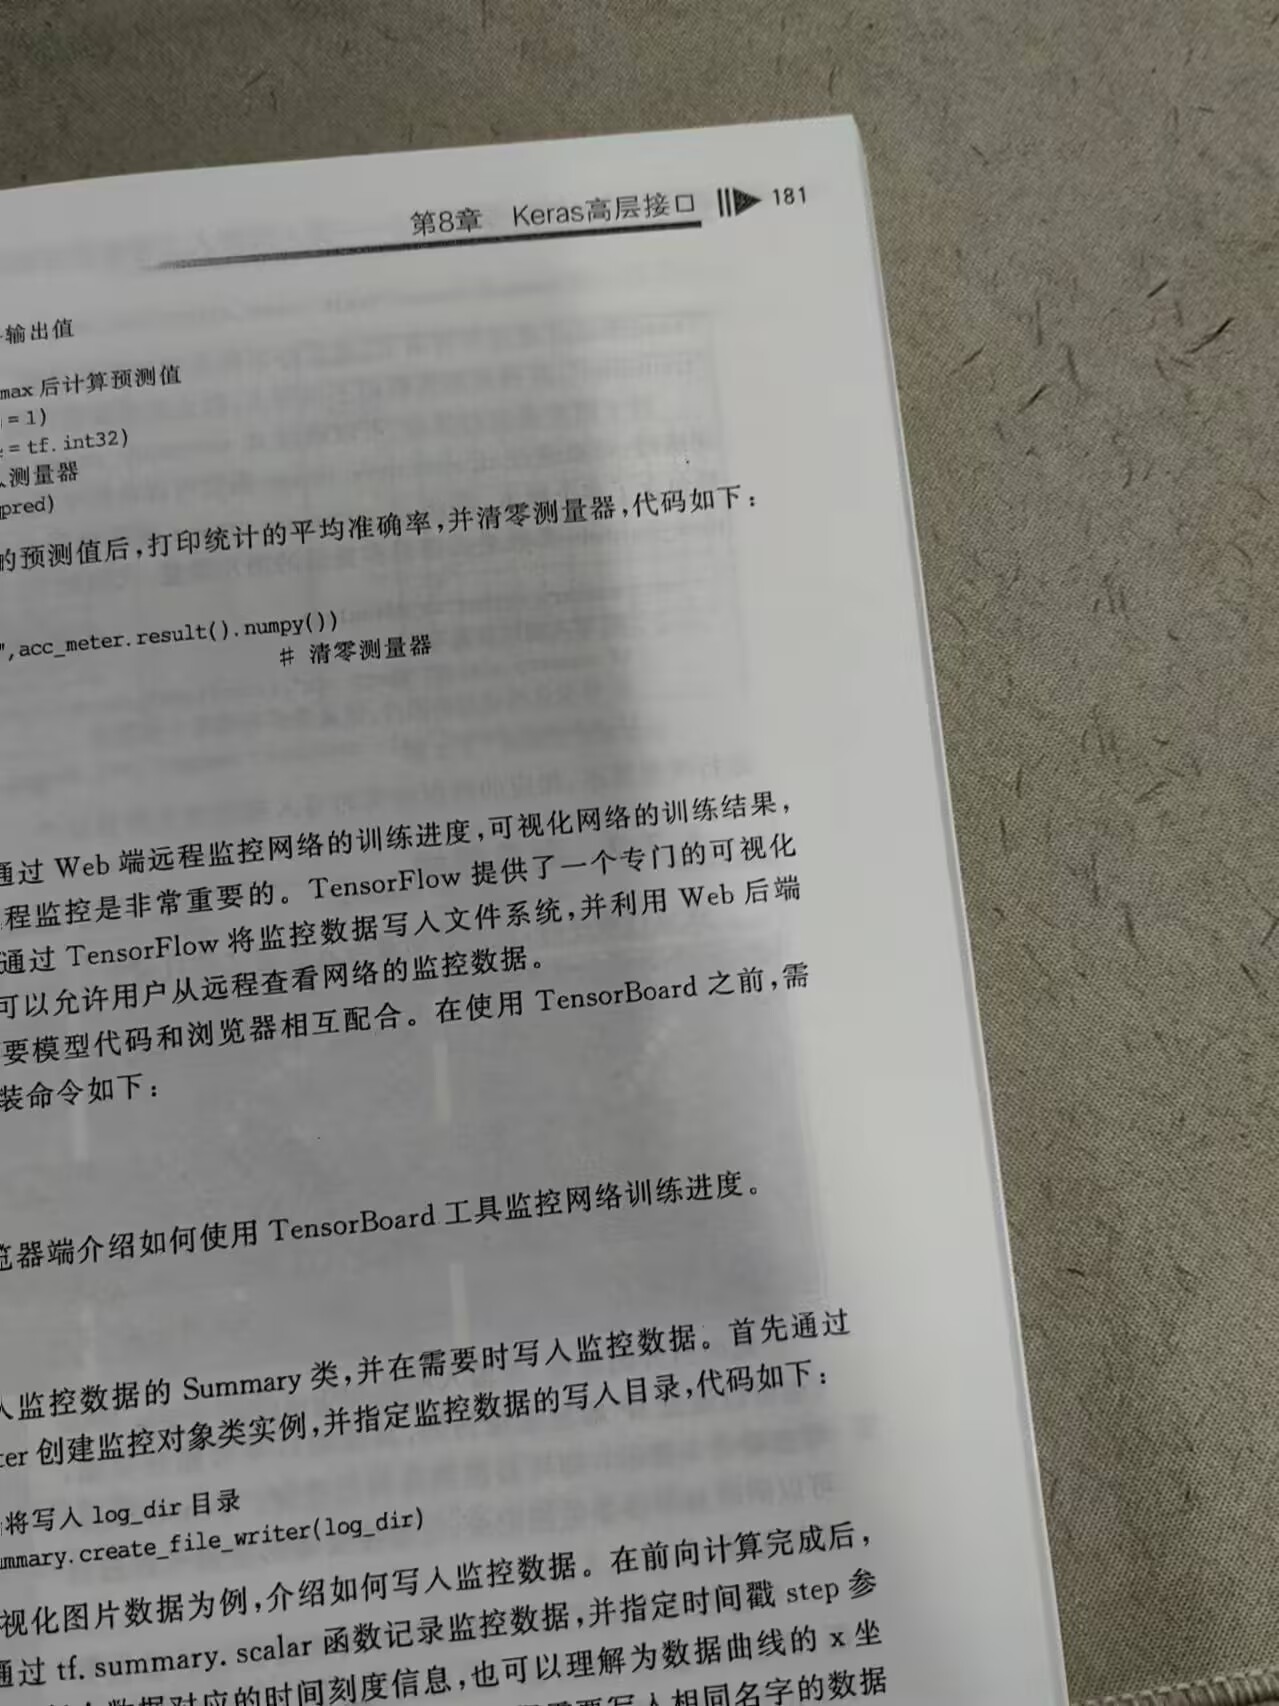 第8章 Keras高层接口 181
输出值
max 后计算预测值
= 1)
= tf. int32)
测量器
pred)
的预测值后,打印统计的平均准确率,并清零测量器,代码如下:
",acc_meter.result().numpy())
# 清零测量器
通过 Web 端远程监控网络的训练进度,可视化网络的训练结果,
程监控是非常重要的。TensorFlow 提供了一个专门的可视化
通过 TensorFlow 将监控数据写入文件系统,并利用 Web 后端
可以允许用户从远程查看网络的监控数据。
要模型代码和浏览器相互配合。在使用 TensorBoard 之前,需
装命令如下:
览器端介绍如何使用 TensorBoard 工具监控网络训练进度。
入监控数据的 Summary 类,并在需要时写入监控数据。首先通过
ter 创建监控对象类实例,并指定监控数据的写入目录,代码如下:
将写入 log_dir 目录
ummary.create_file_writer(log_dir)
视化图片数据为例,介绍如何写入监控数据。在前向计算完成后,
通过 tf. summary. scalar 函数记录监控数据,并指定时间戳 step 参
数据对应的时间刻度信息,也可以理解为数据曲线的 x 坐
需要写入相同名字的数据